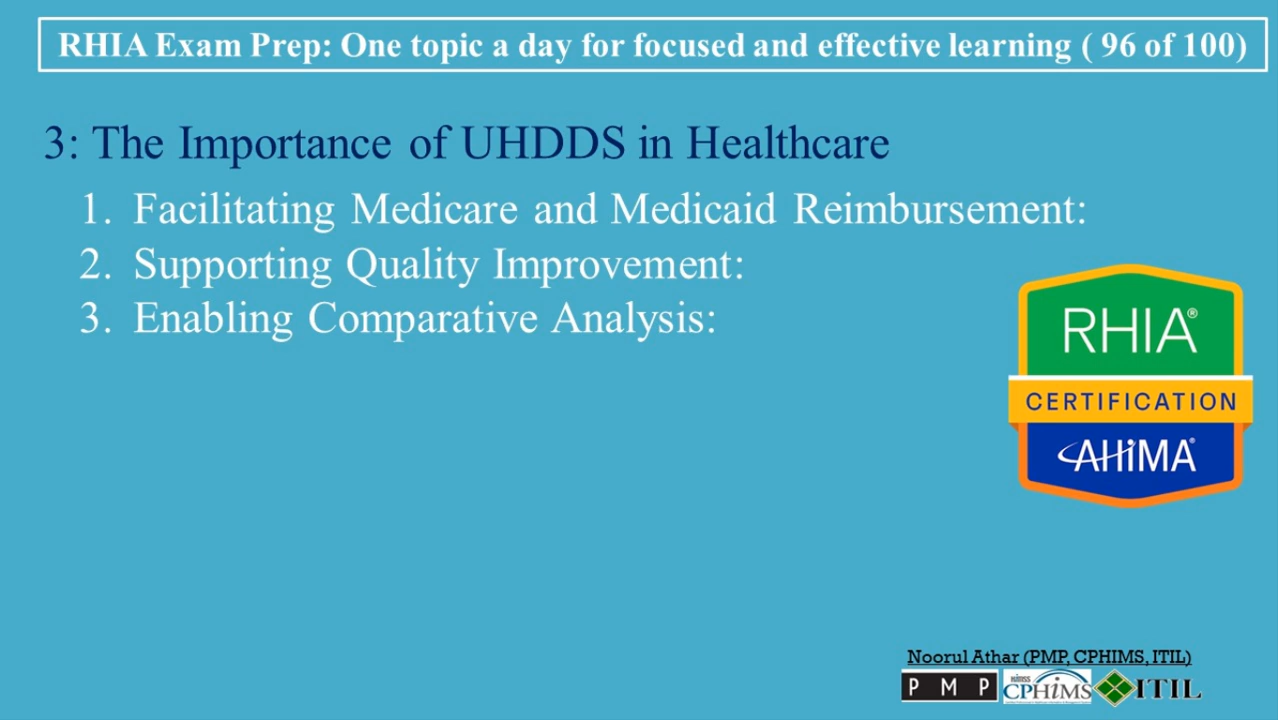 RHIA Exam Prep: One topic a day for focused and effective learning ( 96 of 100)
3: The Importance of UHDDS in Healthcare
1. Facilitating Medicare and Medicaid Reimbursement:
2. Supporting Quality Improvement:
3. Enabling Comparative Analysis:
RHIA®
CERTIFICATION
AHiMA®
Noorul Athar (PMP, CPHIMS, ITIL)
P M P
himss
CPHiMS
ITIL